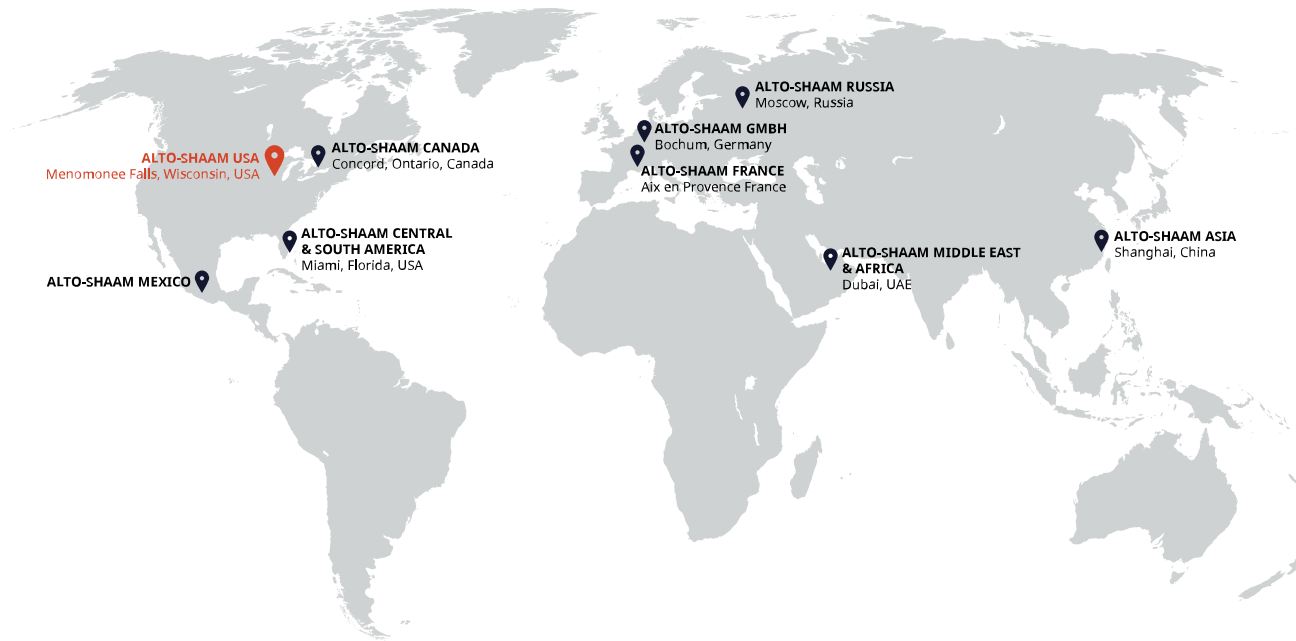 ALTO-SHAAM RUSSIA
Moscow, Russia
ALTO-SHAAM GMBH
Bochum, Germany
ALTO-SHAAM FRANCE
Aix en Provence France
ALTO-SHAAM CANADA
Concord, Ontario, Canada
ALTO-SHAAM USA
Menomonee Falls, Wisconsin, USA
ALTO-SHAAM CENTRAL
& SOUTH AMERICA
Miami, Florida, USA
ALTO-SHAAM MEXICO
ALTO-SHAAM MIDDLE EAST
& AFRICA
Dubai, UAE
ALTO-SHAAM ASIA
Shanghai, China